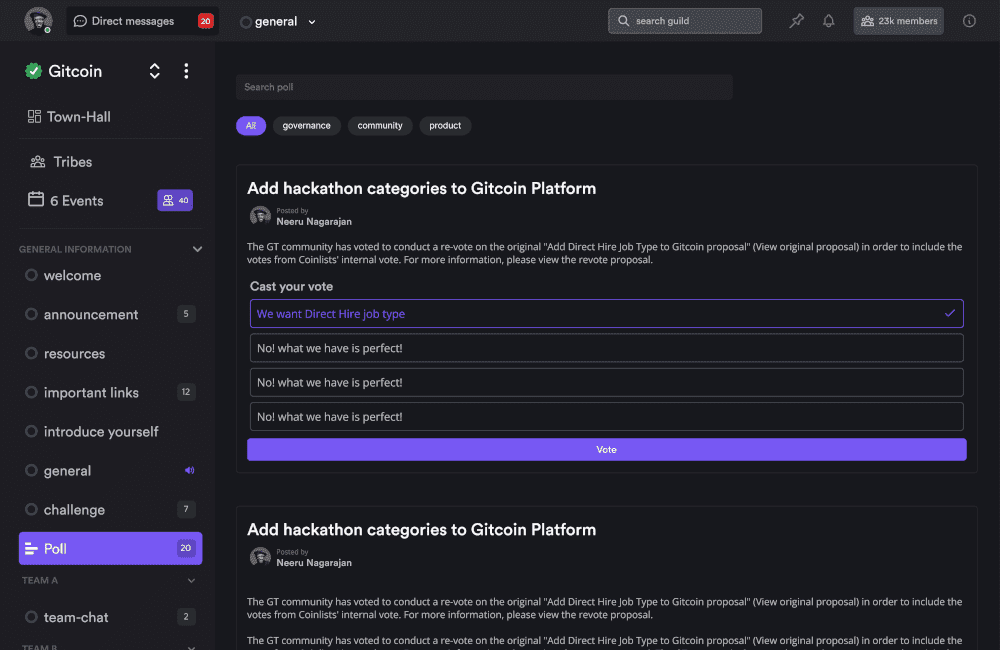 Direct messages 20
general
search guild
23k members
Gitcoin
Town-Hall
Tribes
6 Events 40
GENERAL INFORMATION
welcome
announcement 5
resources
important links 12
introduce yourself
general
challenge 7
Poll 20
TEAM A
team-chat 2
TEAM B
Search poll
All governance community product
Add hackathon categories to Gitcoin Platform
Posted by
Neeru Nagarajan
The GT community has voted to conduct a re-vote on the original "Add Direct Hire Job Type to Gitcoin proposal" (View original proposal) in order to include the
votes from Coinlists' internal vote. For more information, please view the revote proposal.
Cast your vote
We want Direct Hire job type
No! what we have is perfect!
No! what we have is perfect!
No! what we have is perfect!
Vote
Add hackathon categories to Gitcoin Platform
Posted by
Neeru Nagarajan
The GT community has voted to conduct a re-vote on the original "Add Direct Hire Job Type to Gitcoin proposal" (View original proposal) in order to include the
votes from Coinlists' internal vote. For more information, please view the revote proposal.
The GT community has voted to conduct a re-vote on the original "Add Direct Hire Job Type to Gitcoin proposal" (View original proposal) in order to include the